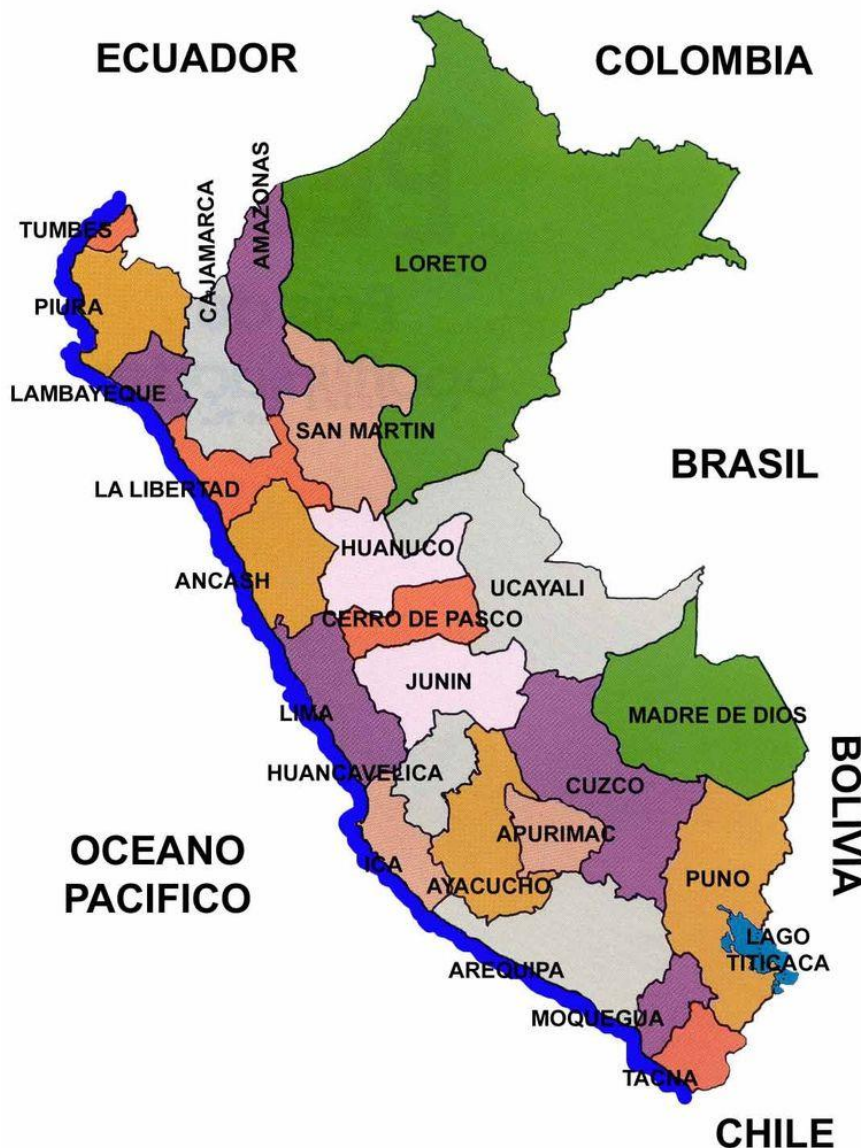 ECUADOR
COLOMBIA
TUMBES
CAJAMARCA
AMAZONAS
LORETO
PIURA
LAMBAYEQUE
SAN MARTIN
BRASIL
LA LIBERTAD
HUANUCO
ANCASH
UCAYALI
CERRO DE PASCO
JUNIN
LIMA
MADRE DE DIOS
HUANCAVELICA
CUZCO
BOLIVIA
OCEANO
PACIFICO
APURIMAC
ICA
AYACUCHO
PUNO
LAGO
TITICACA
AREQUIPA
MOQUEGUA
TACNA
CHILE